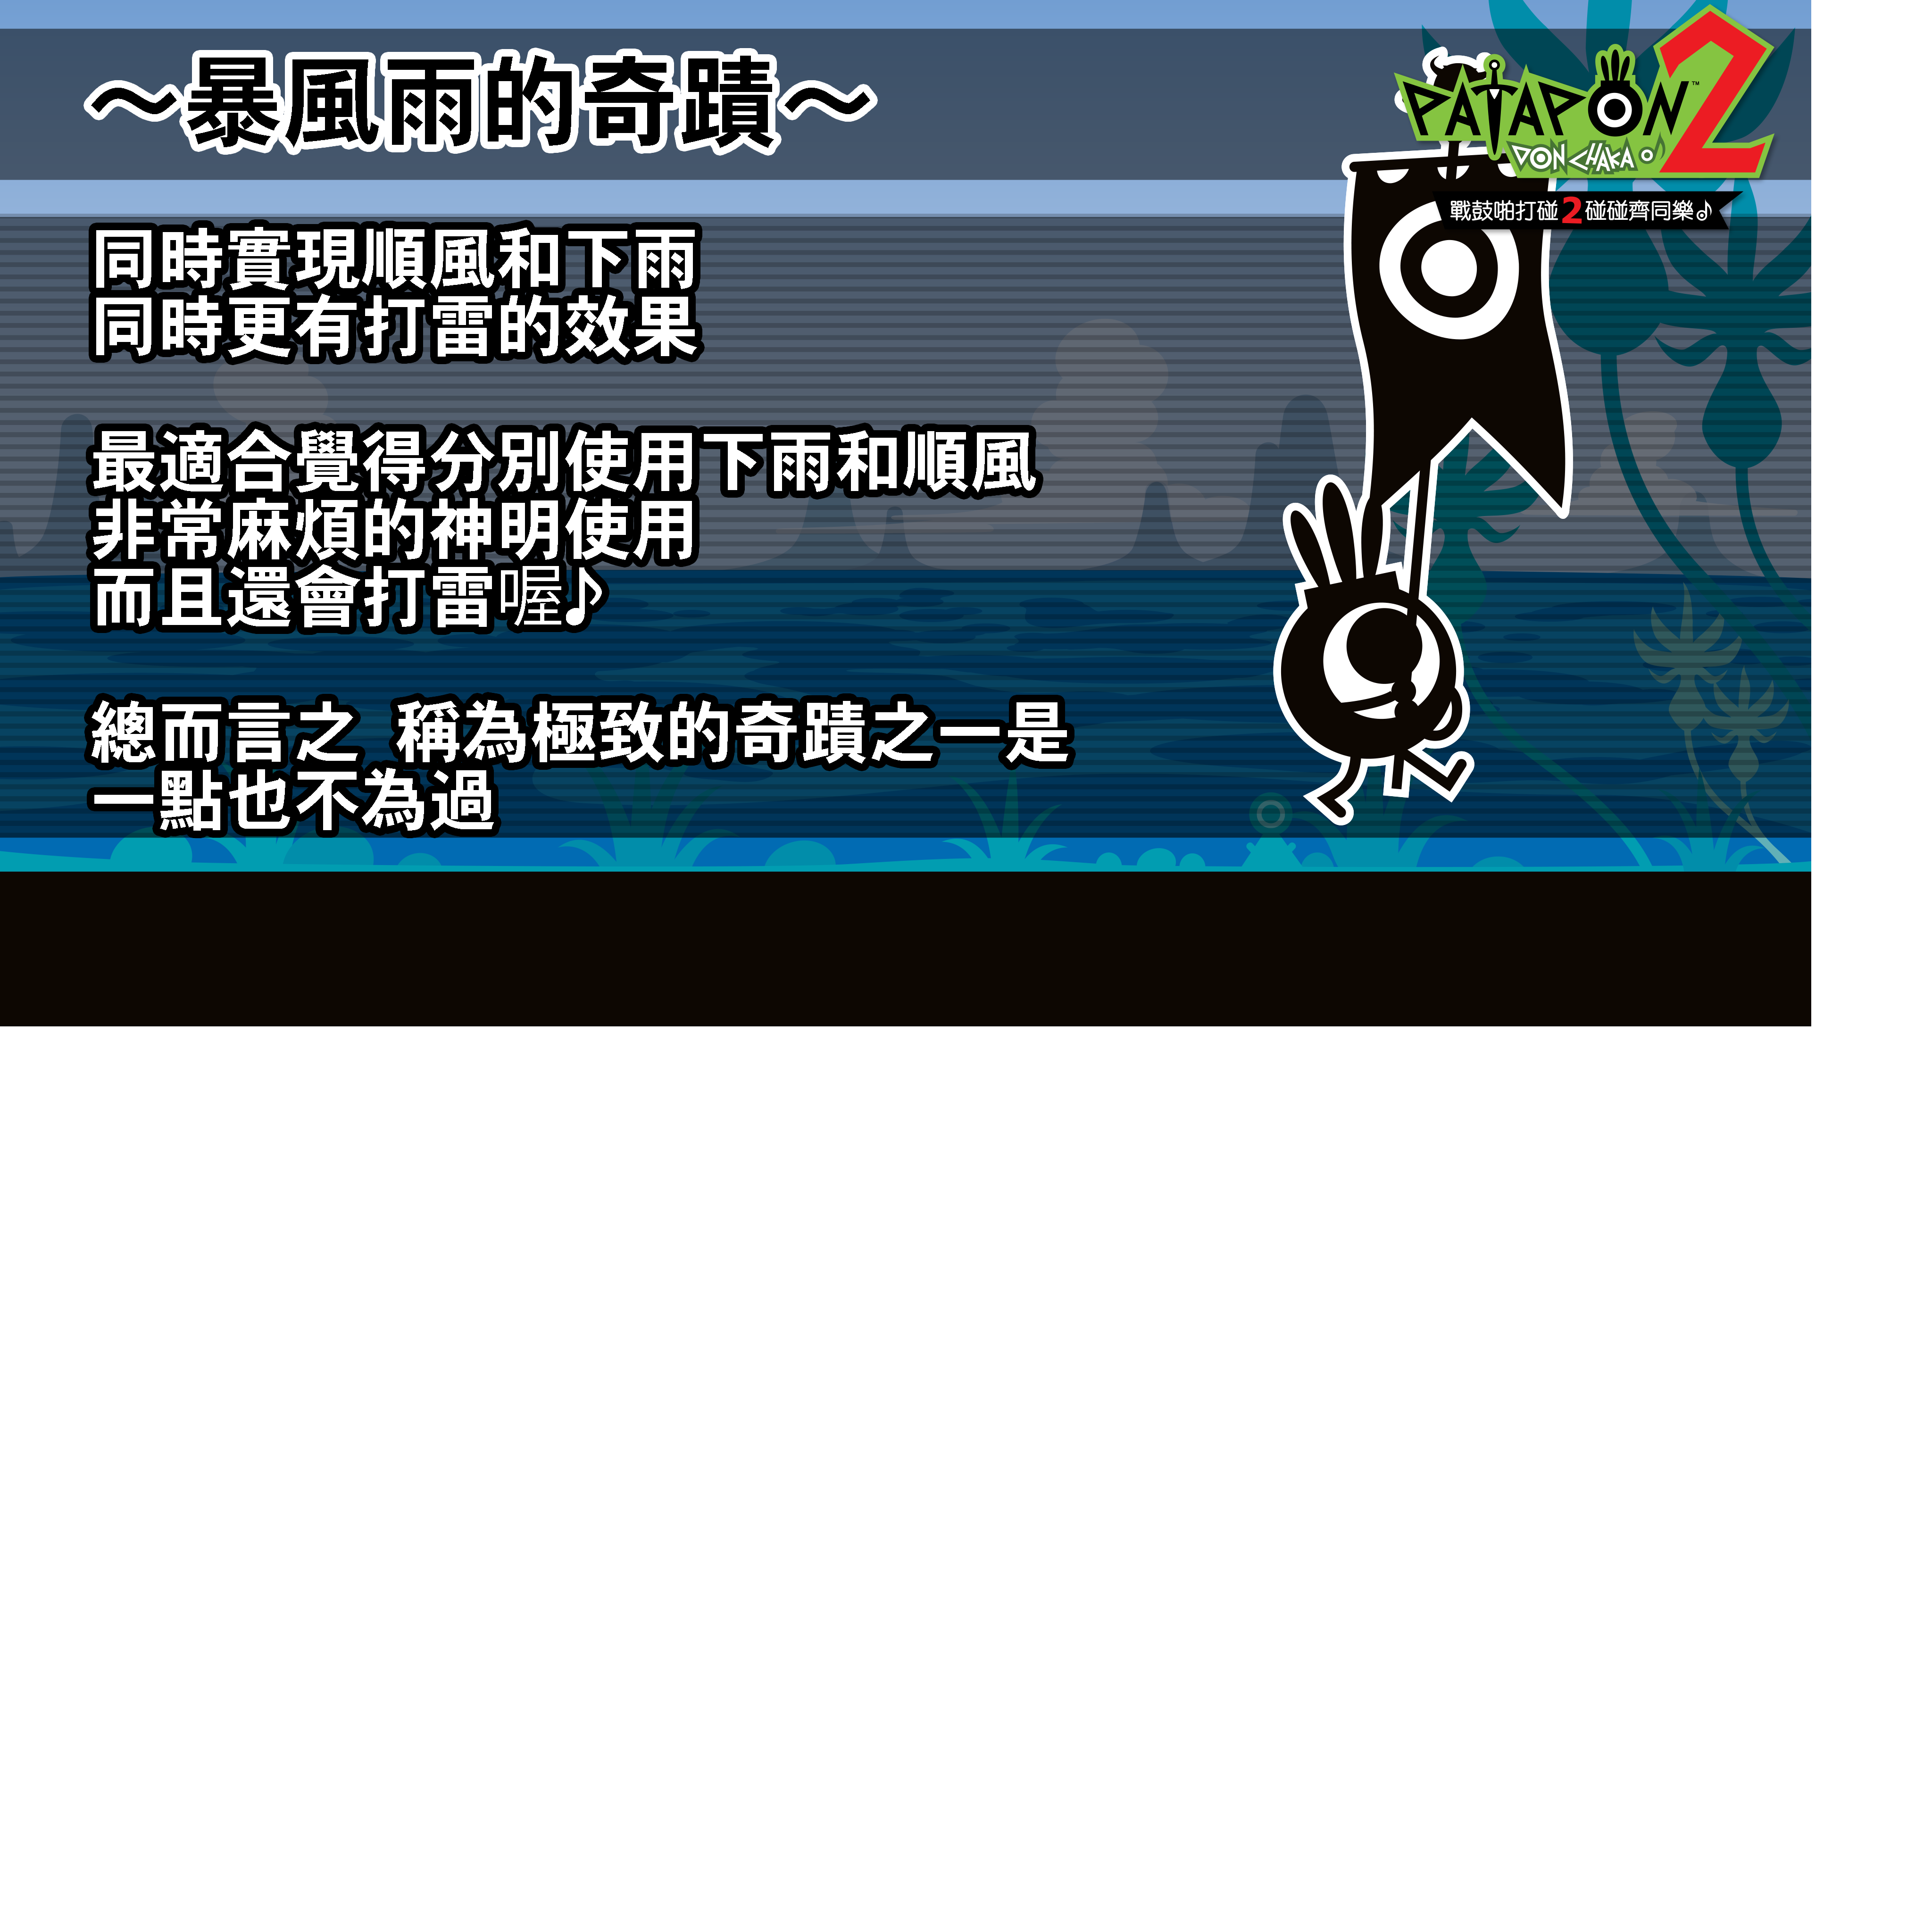 ～暴風雨的奇蹟～
PATAPON 2™
DON CHAKA♪
戰鼓啪打碰2碰碰齊同樂♪
同時實現順風和下雨
同時更有打雷的效果
最適合覺得分別使用下雨和順風
非常麻煩的神明使用
而且還會打雷喔♪
總而言之 稱為極致的奇蹟之一是
一點也不為過